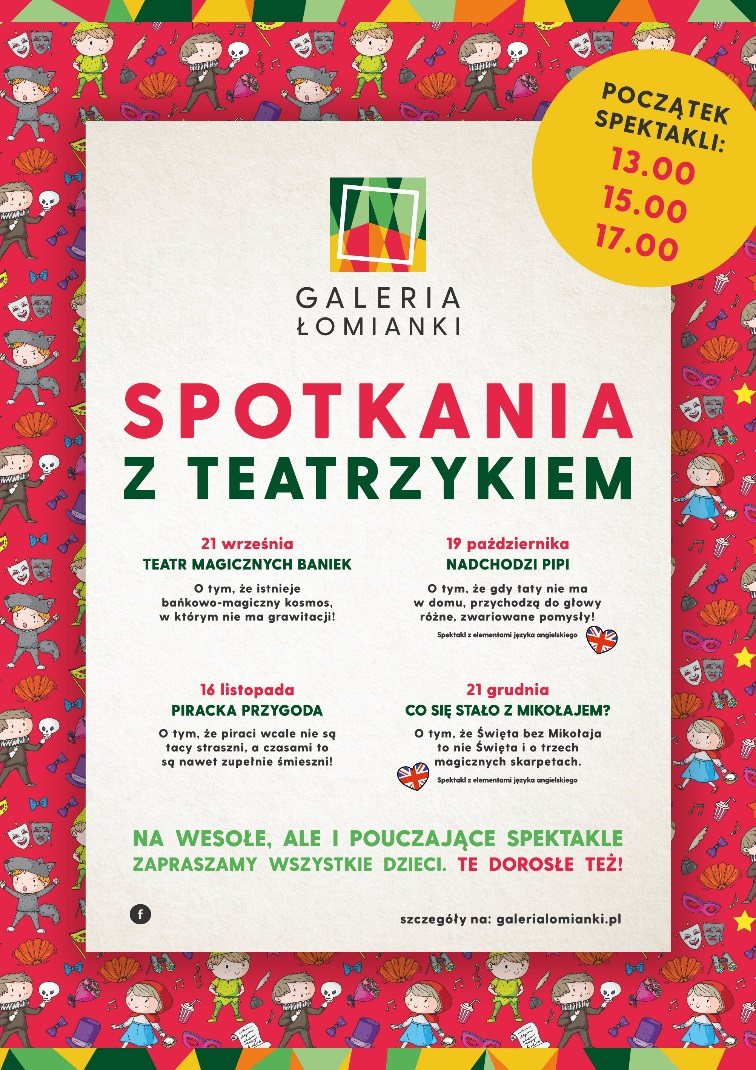 POCZĄTEK
SPEKTAKLI:
13.00
15.00
17.00
GALERIA
ŁOMIANKI
SPOTKANIA
Z TEATRZYKIEM
21 września
TEATR MAGICZNYCH BANIEK
O tym, że istnieje
bańkowo-magiczny kosmos,
w którym nie ma grawitacji!
19 października
NADCHODZI PIPI
O tym, że gdy taty nie ma
w domu, przychodzą do głowy
różne, zwariowane pomysły!
Spektakl z elementami języka angielskiego
16 listopada
PIRACKA PRZYGODA
O tym, że piraci wcale nie są
tacy straszni, a czasami to
są nawet zupełnie śmieszni!
21 grudnia
CO SIĘ STAŁO Z MIKOŁAJEM?
O tym, że Święta bez Mikołaja
to nie Święta i o trzech
magicznych skarpetach.
Spektakl z elementami języka angielskiego
NA WESOŁE, ALE I POUCZAJĄCE SPEKTAKLE
ZAPRASZAMY WSZYSTKIE DZIECI. TE DOROSŁE TEŻ!
f
szczegóły na: galerialomianki.pl